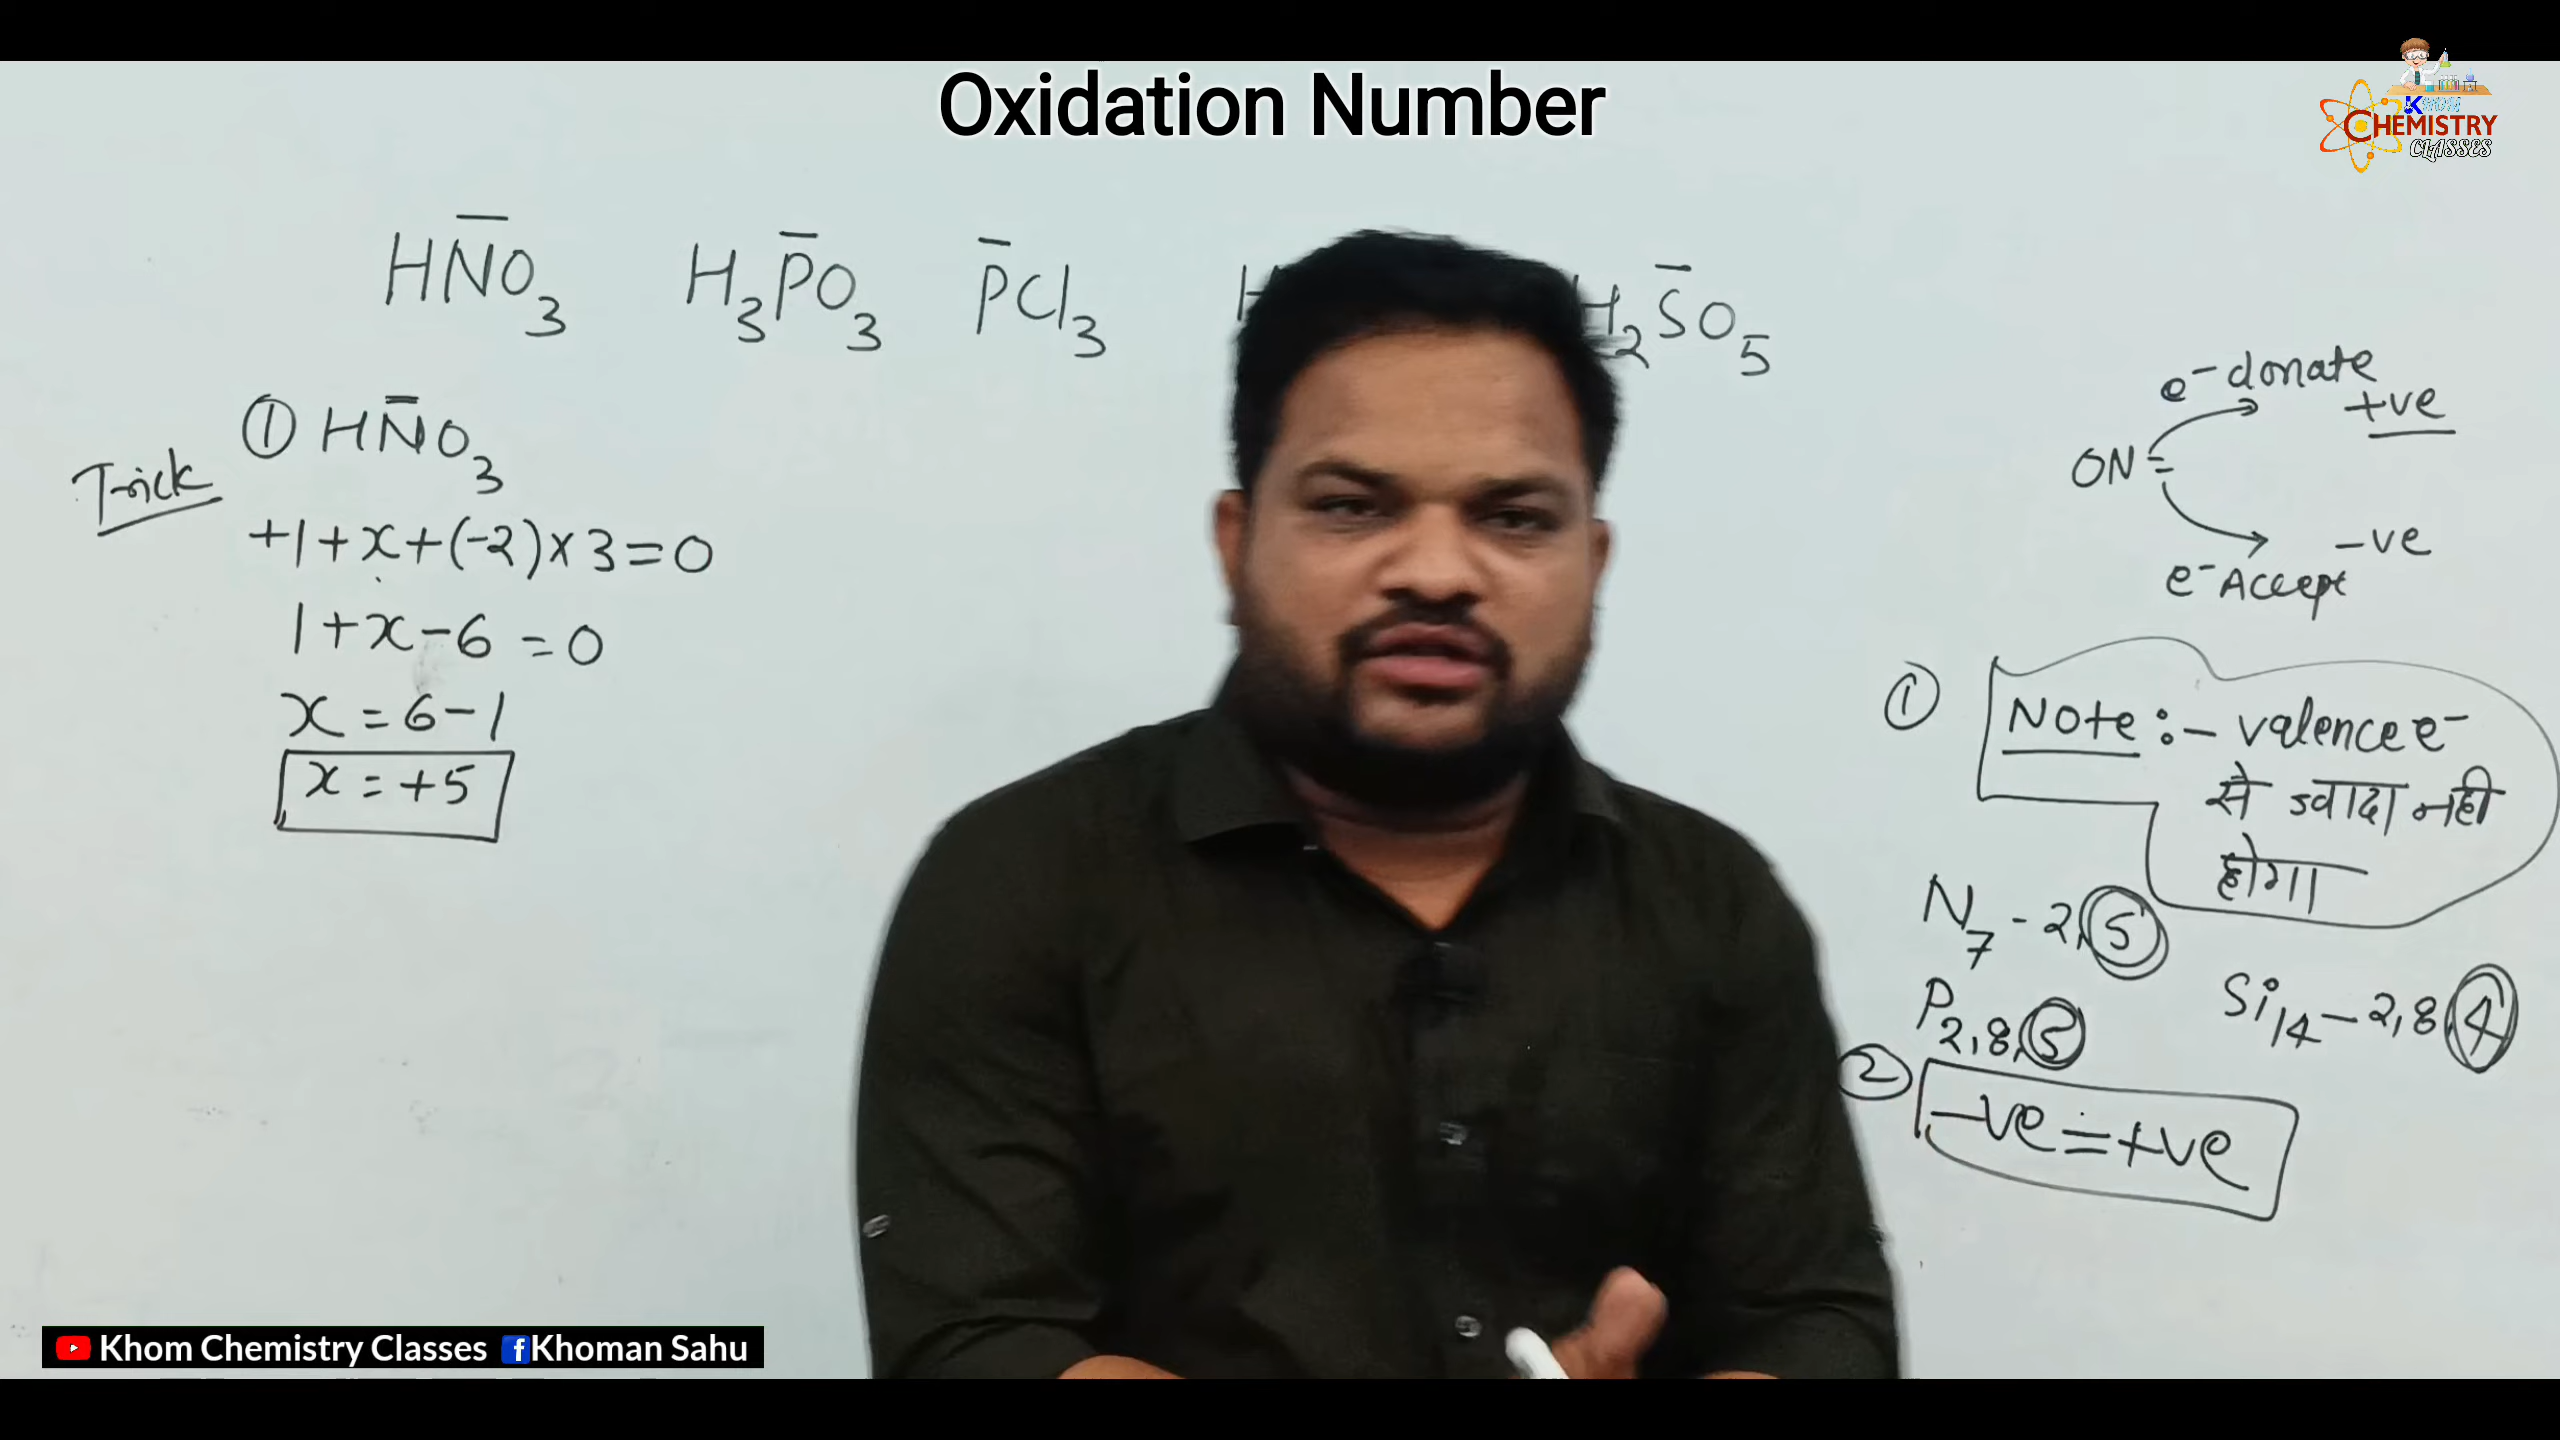 Oxidation Number
KHOM
CHEMISTRY
CLASSES
HNO3 H3PO3 PCl3 H H2SO5
Trick
① HNO3
+1+x+(-2)×3=0
1+x-6=0
x=6-1
x=+5
e- donate
+ve
ON =
-ve
e- Accept
① Note :- valence e-
से ज्यादा नही
होगा
N7 - 2,5
P2,8,5
Si14 - 2,8,4
② -ve = +ve
Khom Chemistry Classes Khoman Sahu